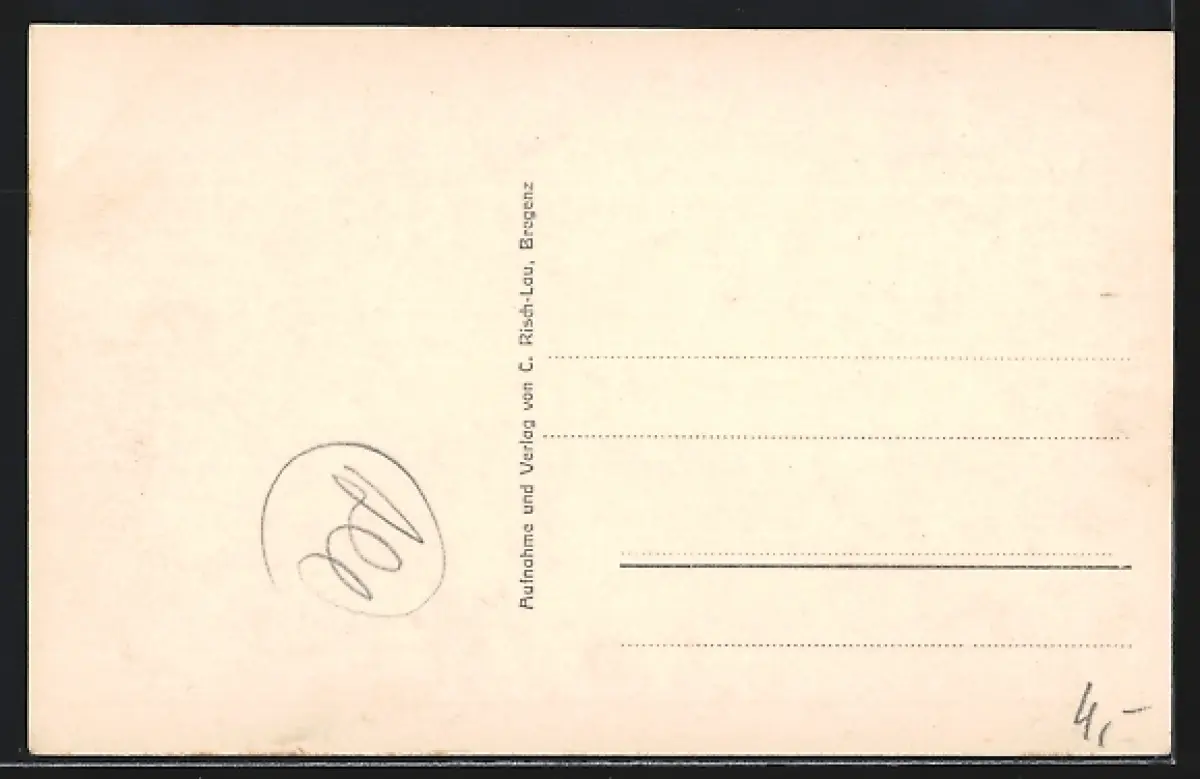 Aufnahme und Verlag von C. Risch-Lau, Bregenz
4,-